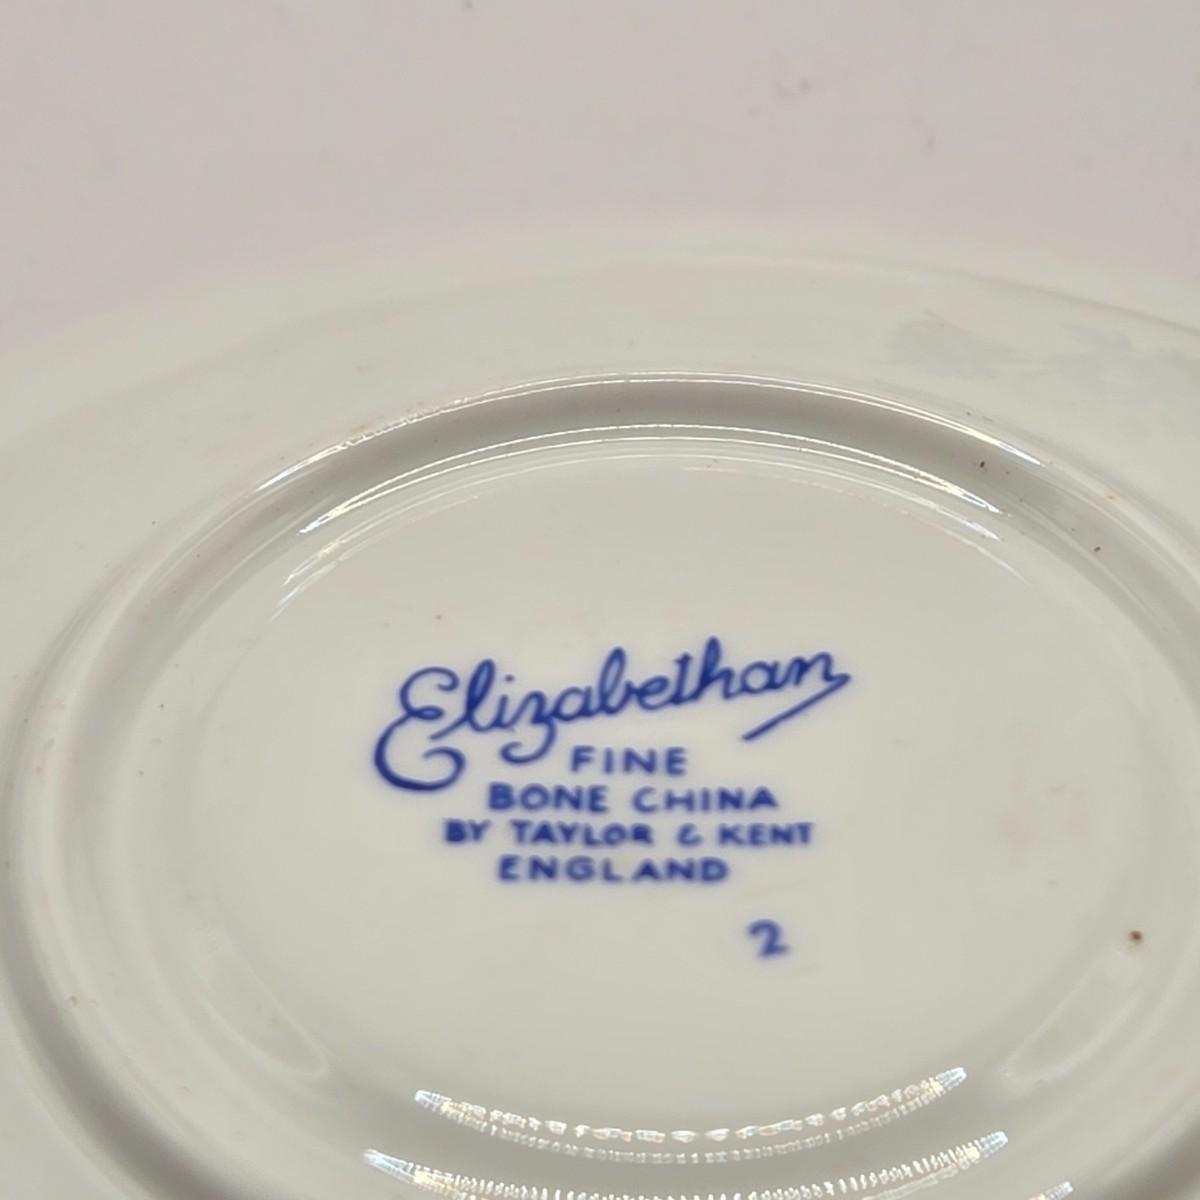 Elizabethan
FINE
BONE CHINA
BY TAYLOR & KENT
ENGLAND
2